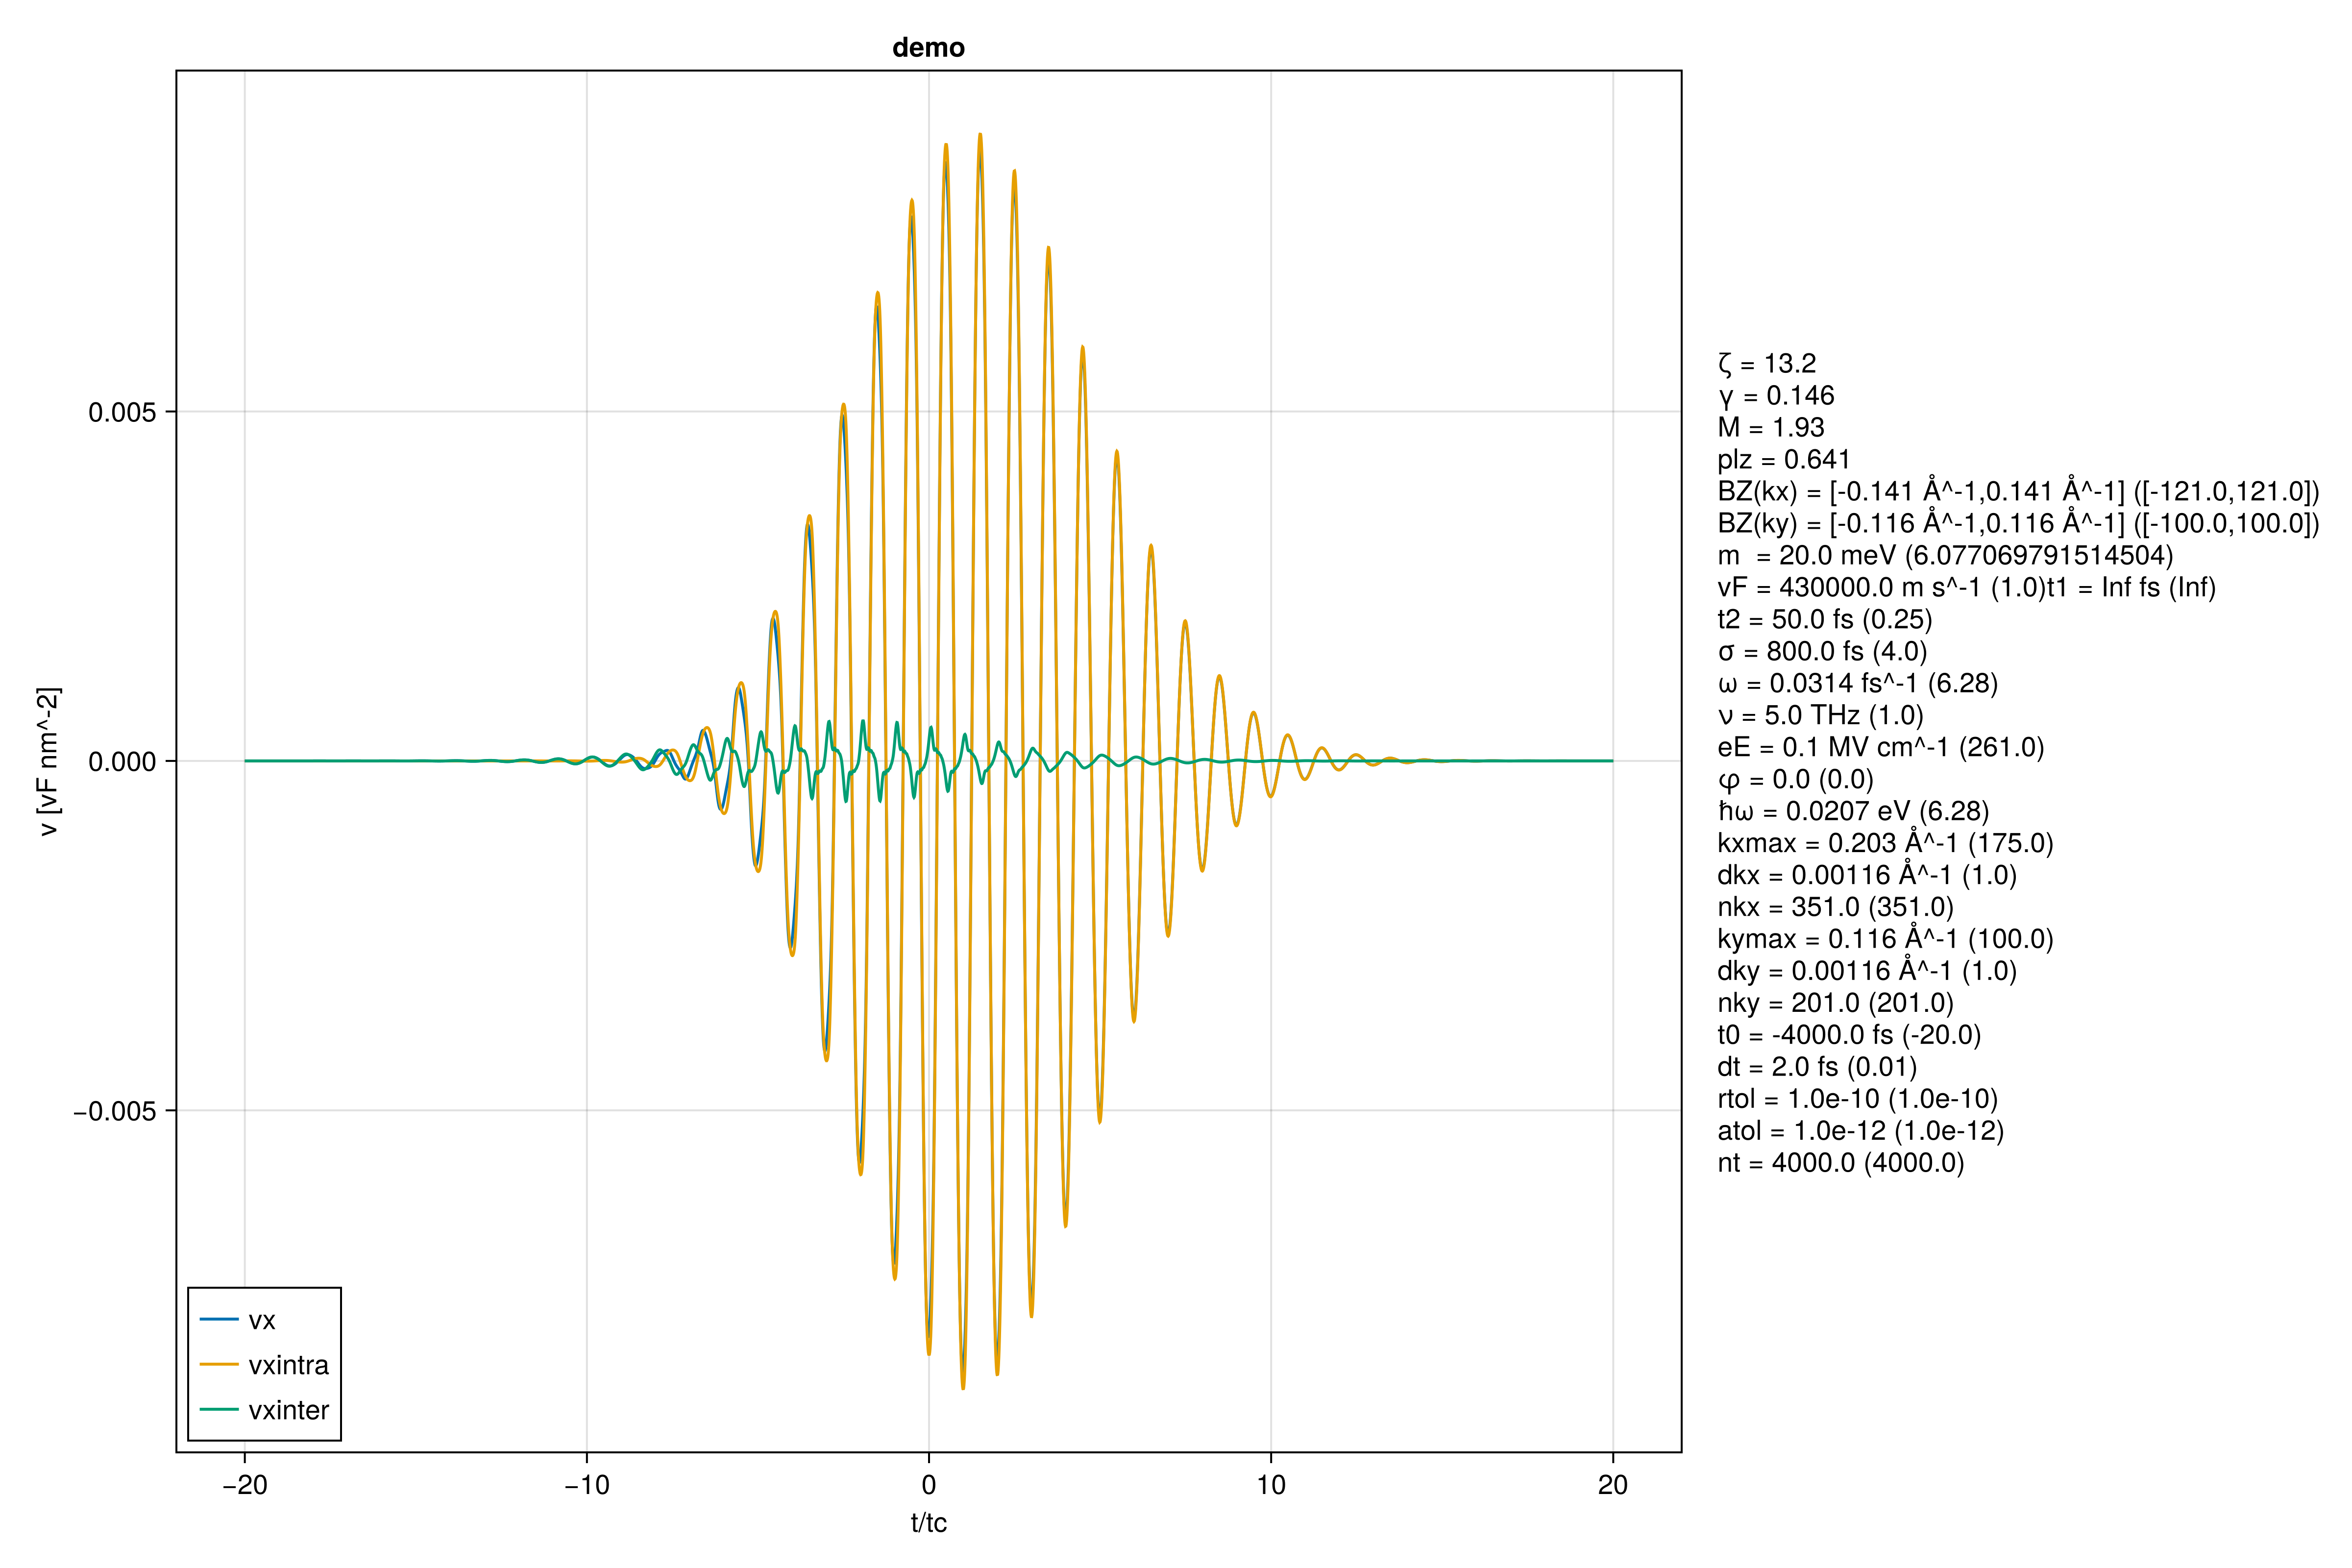 demo
0.005
0.000
−0.005
v [vF nm^-2]
−20
−10
0
10
20
t/tc
vx
vxintra
vxinter
ζ = 13.2
γ = 0.146
M = 1.93
plz = 0.641
BZ(kx) = [-0.141 Å^-1,0.141 Å^-1] ([-121.0,121.0])
BZ(ky) = [-0.116 Å^-1,0.116 Å^-1] ([-100.0,100.0])
m  = 20.0 meV (6.077069791514504)
vF = 430000.0 m s^-1 (1.0)t1 = Inf fs (Inf)
t2 = 50.0 fs (0.25)
σ = 800.0 fs (4.0)
ω = 0.0314 fs^-1 (6.28)
ν = 5.0 THz (1.0)
eE = 0.1 MV cm^-1 (261.0)
φ = 0.0 (0.0)
ħω = 0.0207 eV (6.28)
kxmax = 0.203 Å^-1 (175.0)
dkx = 0.00116 Å^-1 (1.0)
nkx = 351.0 (351.0)
kymax = 0.116 Å^-1 (100.0)
dky = 0.00116 Å^-1 (1.0)
nky = 201.0 (201.0)
t0 = -4000.0 fs (-20.0)
dt = 2.0 fs (0.01)
rtol = 1.0e-10 (1.0e-10)
atol = 1.0e-12 (1.0e-12)
nt = 4000.0 (4000.0)